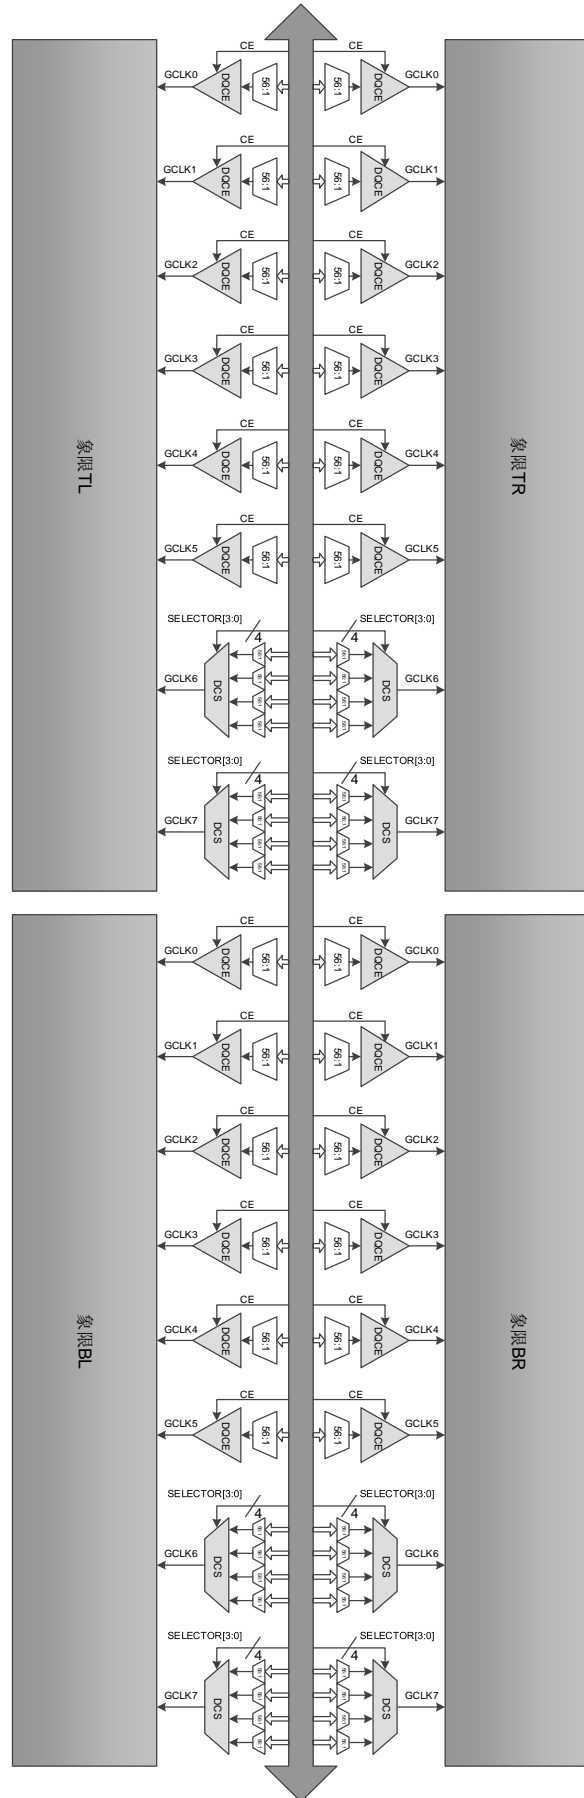 CE CE
GCLK0 DQCE 56:1 56:1 DQCE GCLK0
CE CE
GCLK1 DQCE 56:1 56:1 DQCE GCLK1
CE CE
GCLK2 DQCE 56:1 56:1 DQCE GCLK2
CE CE
GCLK3 DQCE 56:1 56:1 DQCE GCLK3
象限TL
象限TR
CE CE
GCLK4 DQCE 56:1 56:1 DQCE GCLK4
CE CE
GCLK5 DQCE 56:1 56:1 DQCE GCLK5
SELECTOR[3:0] SELECTOR[3:0]
4 4
GCLK6 DCS DCS GCLK6
SELECTOR[3:0] SELECTOR[3:0]
4 4
GCLK7 DCS DCS GCLK7
CE CE
GCLK0 DQCE 56:1 56:1 DQCE GCLK0
CE CE
GCLK1 DQCE 56:1 56:1 DQCE GCLK1
CE CE
GCLK2 DQCE 56:1 56:1 DQCE GCLK2
CE CE
GCLK3 DQCE 56:1 56:1 DQCE GCLK3
象限BL
象限BR
CE CE
GCLK4 DQCE 56:1 56:1 DQCE GCLK4
CE CE
GCLK5 DQCE 56:1 56:1 DQCE GCLK5
SELECTOR[3:0] SELECTOR[3:0]
4 4
GCLK6 DCS DCS GCLK6
SELECTOR[3:0] SELECTOR[3:0]
4 4
GCLK7 DCS DCS GCLK7